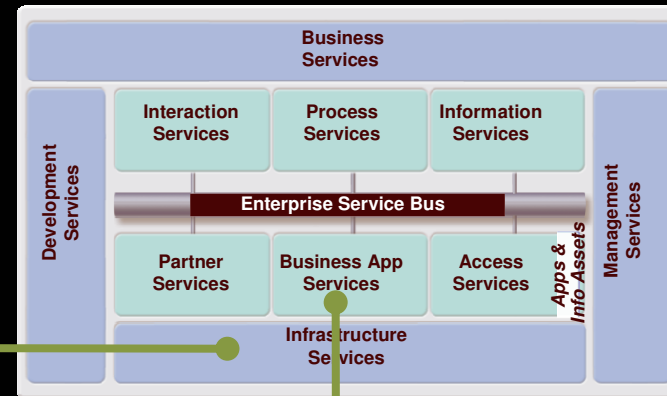 Business
Services
Interaction
Services
Process
Services
Information
Services
Development
Services
Enterprise Service Bus
Management
Services
Partner
Services
Business App
Services
Access
Services
Apps &
Info Assets
Infrastructure
Services